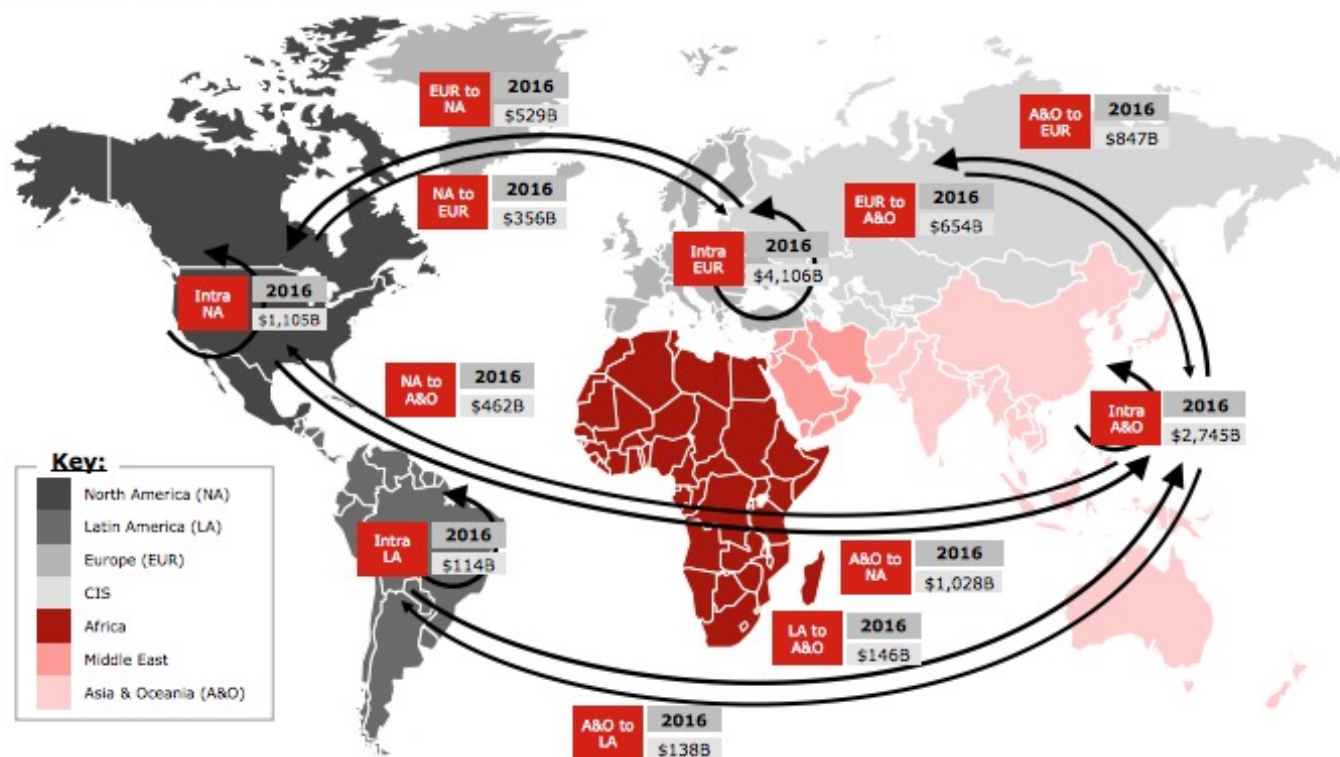 EUR to
NA
2016
$529B
A&O to
EUR
2016
$847B
NA to
EUR
2016
$356B
EUR to
A&O
2016
$654B
Intra
EUR
2016
$4,106B
Intra
NA
2016
$1,105B
NA to
A&O
2016
$462B
Intra
A&O
2016
$2,745B
Key:
North America (NA)
Latin America (LA)
Europe (EUR)
CIS
Africa
Middle East
Asia & Oceania (A&O)
Intra
LA
2016
$114B
A&O to
NA
2016
$1,028B
LA to
A&O
2016
$146B
A&O to
LA
2016
$138B